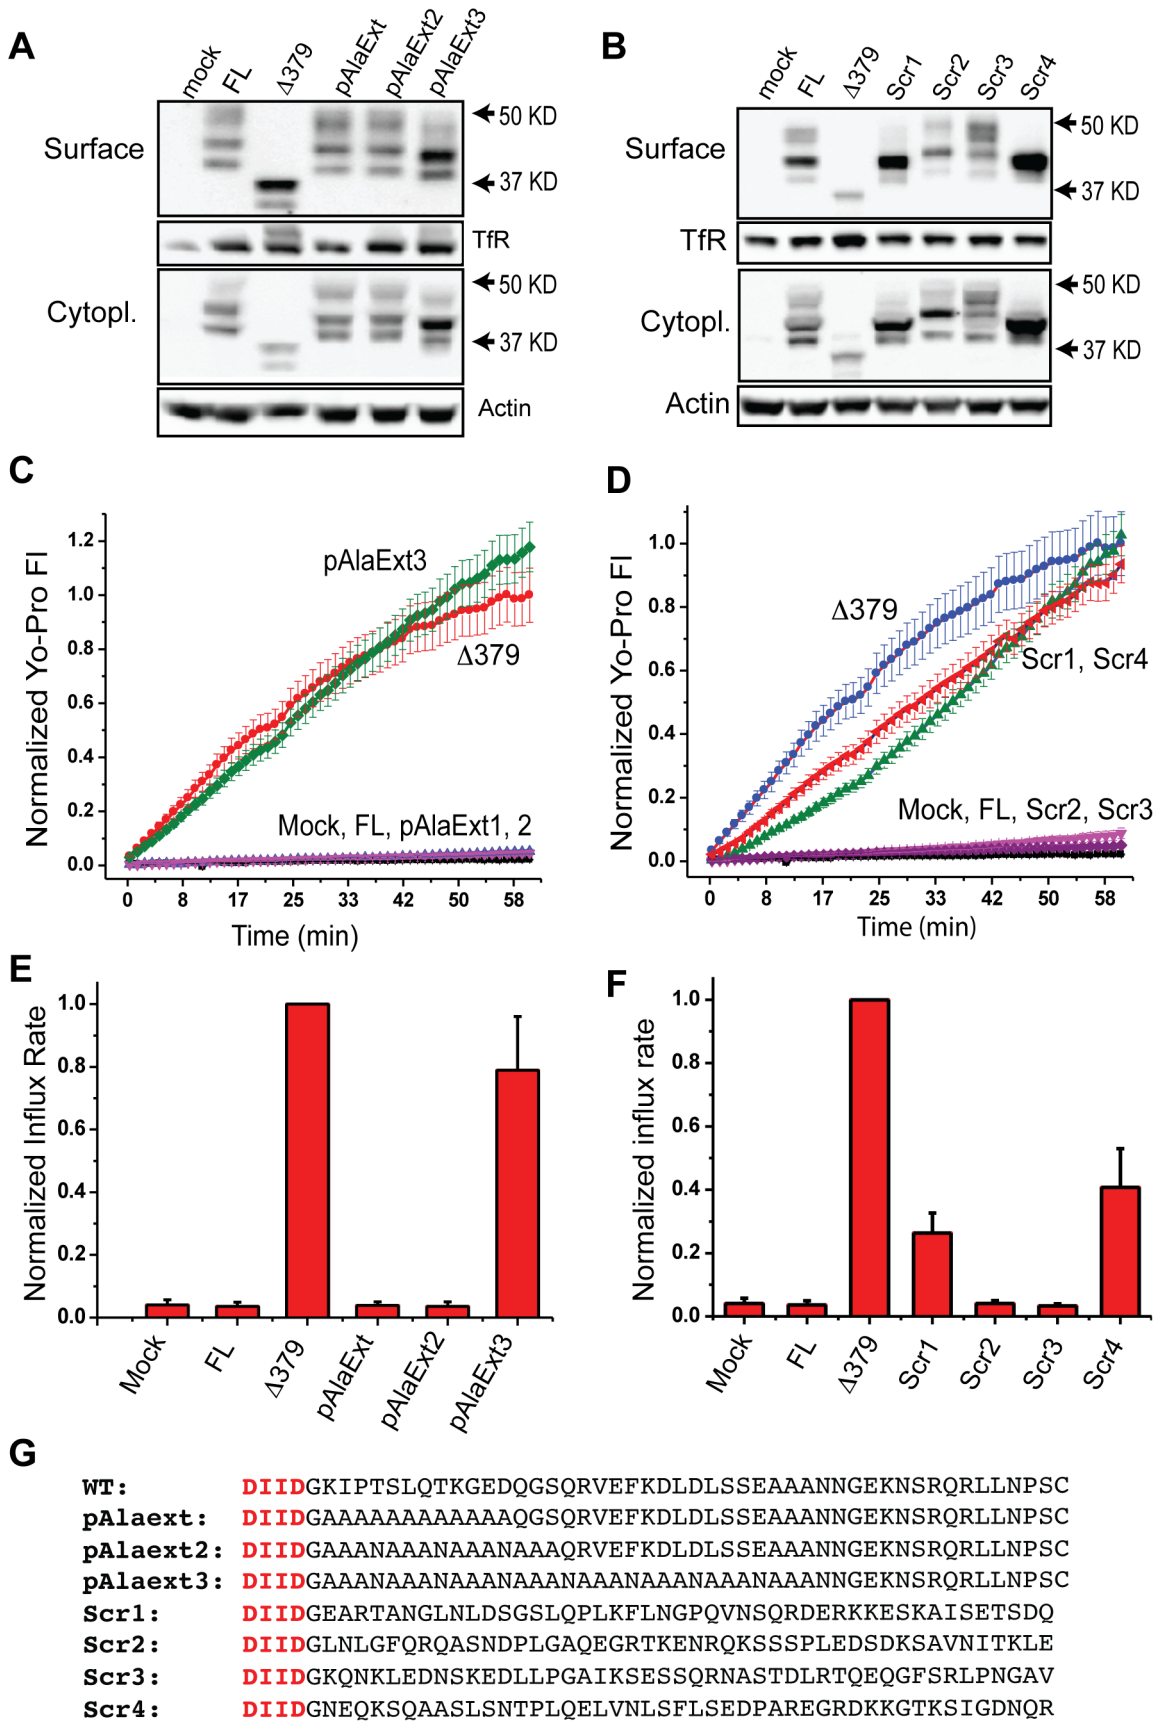 A
mock FL Δ379 pAlaExt pAlaExt2 pAlaExt3
Surface
50 KD
37 KD
TfR
Cytopl.
50 KD
37 KD
Actin
B
mock FL Δ379 Scr1 Scr2 Scr3 Scr4
Surface
50 KD
37 KD
TfR
Cytopl.
50 KD
37 KD
Actin
C
Normalized Yo-Pro FI
1.2
1.0
0.8
0.6
0.4
0.2
0.0
pAlaExt3
Δ379
Mock, FL, pAlaExt1, 2
0 8 17 25 33 42 50 58
Time (min)
D
Normalized Yo-Pro FI
1.0
0.8
0.6
0.4
0.2
0.0
Δ379
Scr1, Scr4
Mock, FL, Scr2, Scr3
0 8 17 25 33 42 50 58
Time (min)
E
Normalized Influx Rate
1.0
0.8
0.6
0.4
0.2
0.0
Mock FL Δ379 pAlaExt pAlaExt2 pAlaExt3
F
Normalized influx rate
1.0
0.8
0.6
0.4
0.2
0.0
Mock FL Δ379 Scr1 Scr2 Scr3 Scr4
G
WT: DIIDGKIPTSLQTKGEDQGSQRVEFKDLDLSSEAAANNGEKNSRQRLLNPSC
pAlaext: DIIDGAAAAAAAAAAAAAQGSQRVEFKDLDLSSEAAANNGEKNSRQRLLNPSC
pAlaext2: DIIDGAAANAAANAAANAAAQRVEFKDLDLSSEAAANNGEKNSRQRLLNPSC
pAlaext3: DIIDGAAANAAANAAANAAANAAANAAANAAANAAANNGEKNSRQRLLNPSC
Scr1: DIIDGEARTANGLNLDSGSLQPLKFLNGPQVNSQRDERKKESKAISETSDQ
Scr2: DIIDGLNLGFQRQASNDPLGAQEGRTKENRQKSSSPLEDSDKSAVNITKLE
Scr3: DIIDGKQNKLEDNSKEDLLPGAIKSESSQRNASTDLRTQEQGFSRLPNGAV
Scr4: DIIDGNEQKSQAASLSNTPLQELVNLSFLSEDPAREGRDKKGTKSIGDNQR